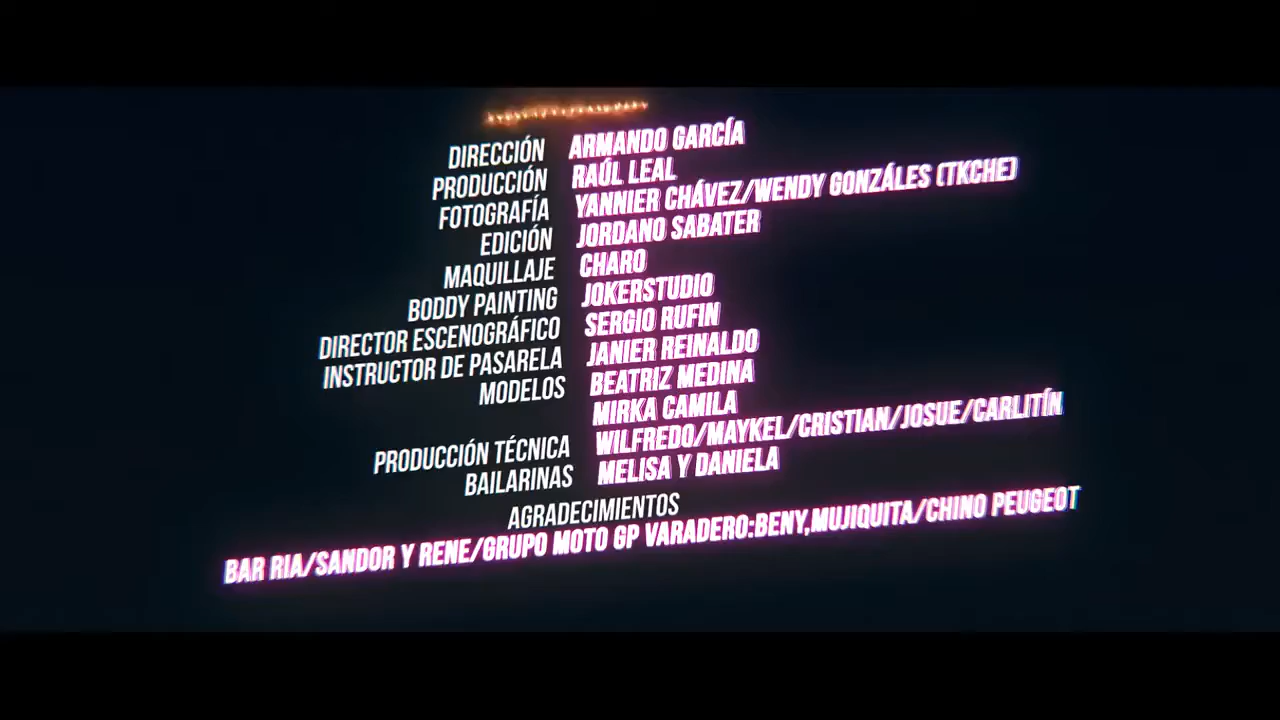 DIRECCIÓN ARMANDO GARCÍA
PRODUCCIÓN RAÚL LEAL
FOTOGRAFÍA YANNIER CHÁVEZ/WENDY GONZÁLES (TKCHE)
EDICIÓN JORDANO SABATER
MAQUILLAJE CHARO
BODDY PAINTING JOKERSTUDIO
DIRECTOR ESCENOGRÁFICO SERGIO RUFIN
INSTRUCTOR DE PASARELA JANIER REINALDO
MODELOS BEATRIZ MEDINA
MIRKA CAMILA
PRODUCCIÓN TÉCNICA WILFREDO/MAYKEL/CRISTIAN/JOSUE/CARLITÍN
BAILARINAS MELISA Y DANIELA
AGRADECIMIENTOS
BAR RIA/SANDOR Y RENE/GRUPO MOTO GP VARADERO:BENY,MUJIQUITA/CHINO PEUGEOT